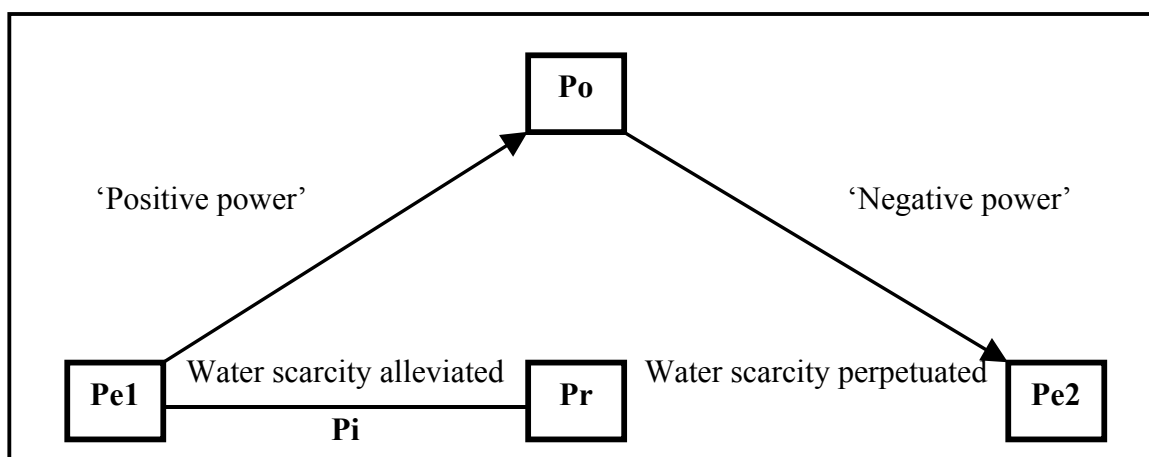 Po
‘Positive power’
‘Negative power’
Water scarcity alleviated
Water scarcity perpetuated
Pe1
Pr
Pe2
Pi